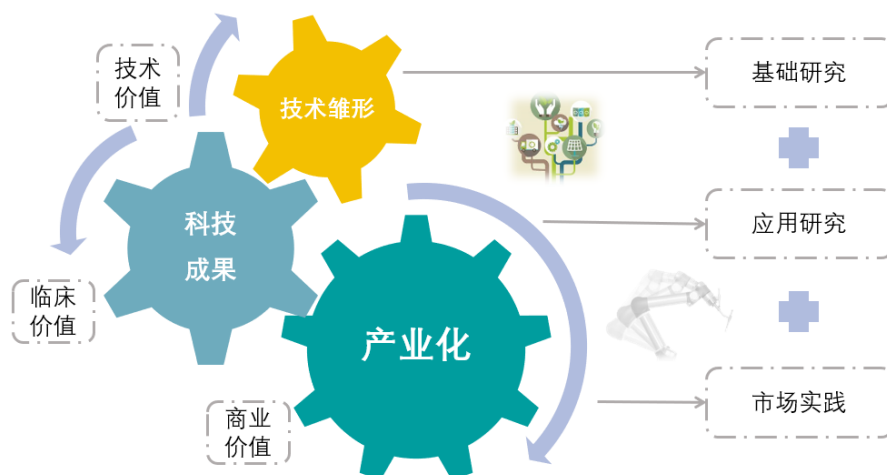 技术
价值
技术雏形
基础研究
科技
成果
应用研究
临床
价值
产业化
商业
价值
市场实践